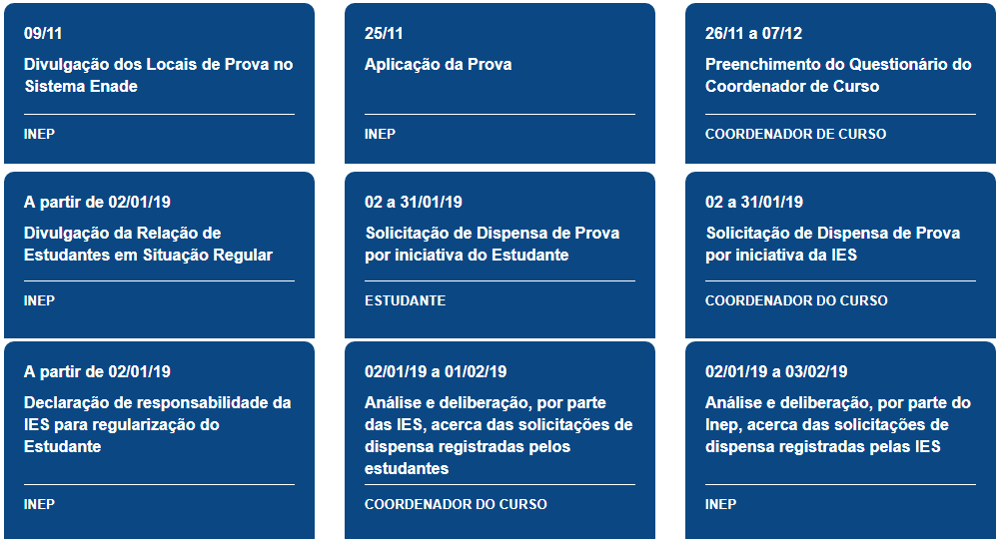 09/11
Divulgação dos Locais de Prova no
Sistema Enade
INEP
25/11
Aplicação da Prova
INEP
26/11 a 07/12
Preenchimento do Questionário do
Coordenador de Curso
COORDENADOR DE CURSO
A partir de 02/01/19
Divulgação da Relação de
Estudantes em Situação Regular
INEP
02 a 31/01/19
Solicitação de Dispensa de Prova
por iniciativa do Estudante
ESTUDANTE
02 a 31/01/19
Solicitação de Dispensa de Prova
por iniciativa da IES
COORDENADOR DO CURSO
A partir de 02/01/19
Declaração de responsabilidade da
IES para regularização do
Estudante
INEP
02/01/19 a 01/02/19
Análise e deliberação, por parte
das IES, acerca das solicitações de
dispensa registradas pelos
estudantes
COORDENADOR DO CURSO
02/01/19 a 03/02/19
Análise e deliberação, por parte do
Inep, acerca das solicitações de
dispensa registradas pelas IES
INEP